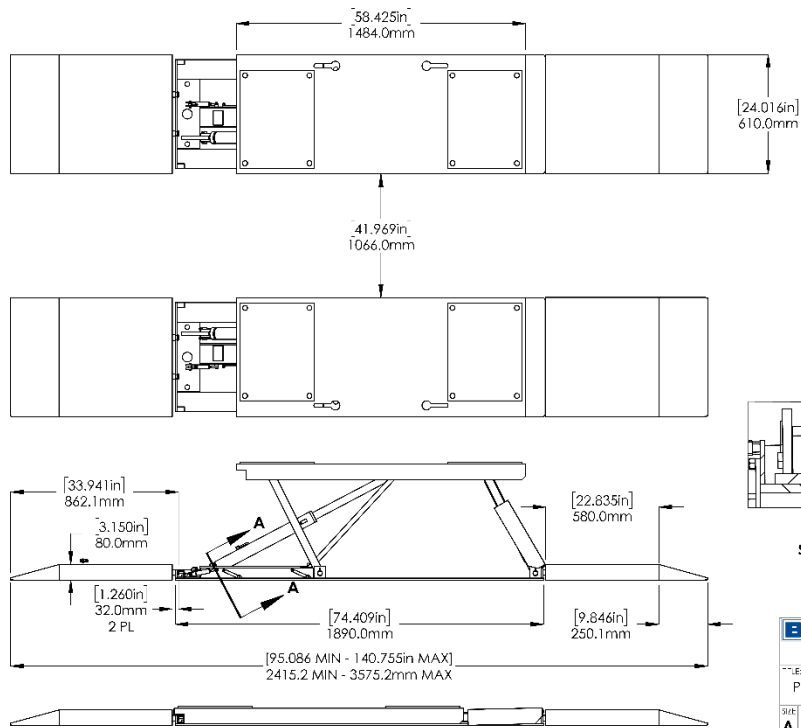 [58.425in]
1484.0mm
[24.016in]
610.0mm
[41.969in]
1066.0mm
[33.941in]
862.1mm
[3.150in]
80.0mm
A
[22.835in]
580.0mm
A
[1.260in]
32.0mm
2 PL
[74.409in]
1890.0mm
[9.846in]
250.1mm
[95.086 MIN - 140.755in MAX]
2415.2 MIN - 3575.2mm MAX
S
B
P
SIZE
A